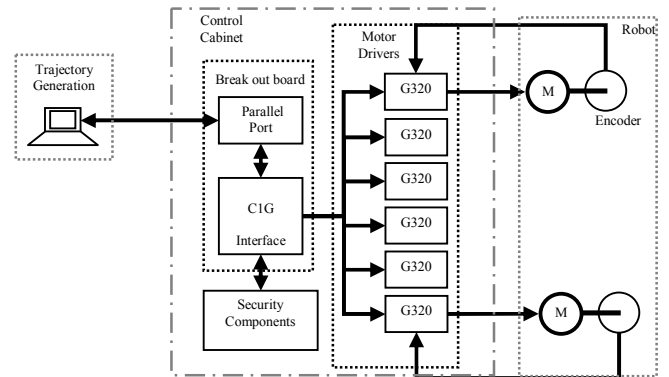 Control
Cabinet
Trajectory
Generation
Break out board
Parallel
Port
C1G
Interface
Security
Components
Motor
Drivers
G320
G320
G320
G320
G320
G320
Robot
M
Encoder
M